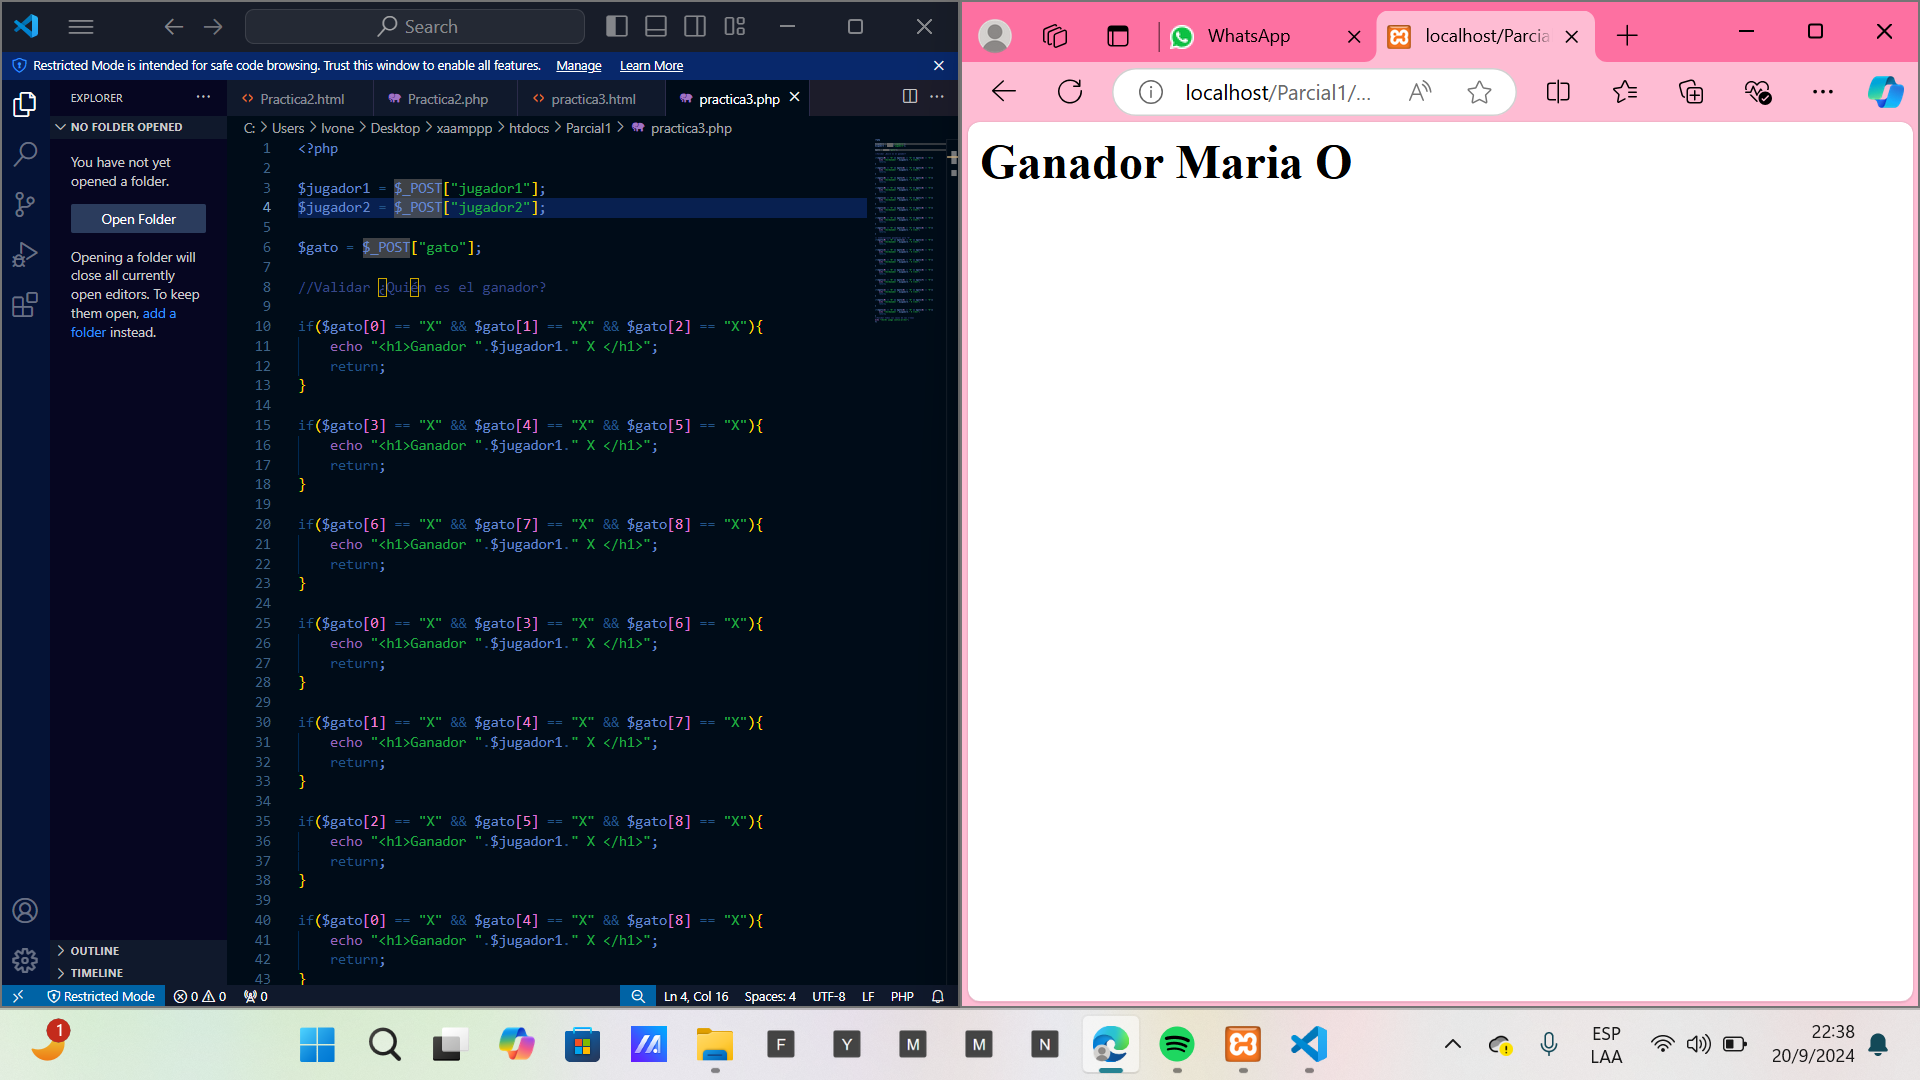 Search
Restricted Mode is intended for safe code browsing. Trust this window to enable all features. Manage Learn More
EXPLORER
NO FOLDER OPENED
You have not yet
opened a folder.
Open Folder
Opening a folder will
close all currently
open editors. To keep
them open, add a
folder instead.
OUTLINE
TIMELINE
Practica2.html Practica2.php practica3.html practica3.php
C: > Users > Ivone > Desktop > xaamppp > htdocs > Parcial1 > practica3.php
1 <?php
2
3 $jugador1 = $_POST["jugador1"];
4 $jugador2 = $_POST["jugador2"];
5
6 $gato = $_POST["gato"];
7
8 //Validar ¿Quién es el ganador?
9
10 if($gato[0] == "X" && $gato[1] == "X" && $gato[2] == "X"){
11 echo "<h1>Ganador ".$jugador1." X </h1>";
12 return;
13 }
14
15 if($gato[3] == "X" && $gato[4] == "X" && $gato[5] == "X"){
16 echo "<h1>Ganador ".$jugador1." X </h1>";
17 return;
18 }
19
20 if($gato[6] == "X" && $gato[7] == "X" && $gato[8] == "X"){
21 echo "<h1>Ganador ".$jugador1." X </h1>";
22 return;
23 }
24
25 if($gato[0] == "X" && $gato[3] == "X" && $gato[6] == "X"){
26 echo "<h1>Ganador ".$jugador1." X </h1>";
27 return;
28 }
29
30 if($gato[1] == "X" && $gato[4] == "X" && $gato[7] == "X"){
31 echo "<h1>Ganador ".$jugador1." X </h1>";
32 return;
33 }
34
35 if($gato[2] == "X" && $gato[5] == "X" && $gato[8] == "X"){
36 echo "<h1>Ganador ".$jugador1." X </h1>";
37 return;
38 }
39
40 if($gato[0] == "X" && $gato[4] == "X" && $gato[8] == "X"){
41 echo "<h1>Ganador ".$jugador1." X </h1>";
42 return;
43 }
Restricted Mode 0 0 0 Ln 4, Col 16 Spaces: 4 UTF-8 LF PHP
WhatsApp localhost/Parcia
localhost/Parcial1/...
Ganador Maria O
1 F Y M M N
ESP
LAA
22:38
20/9/2024